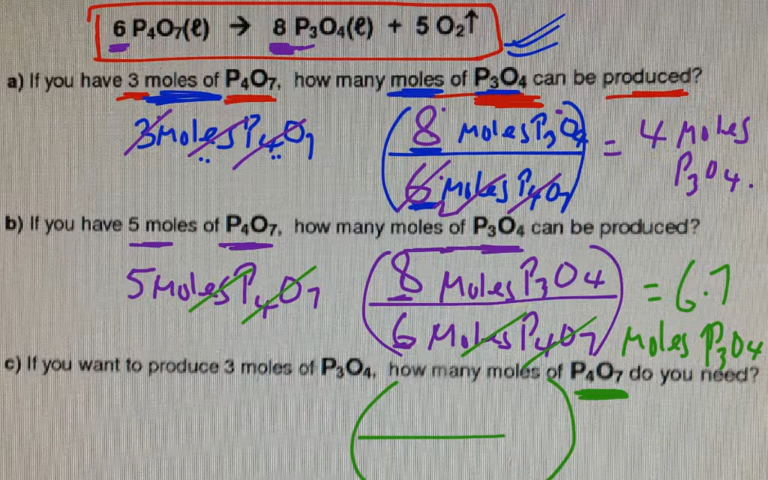 6 P₄O₇(ℓ) → 8 P₃O₄(ℓ) + 5 O₂↑
a) If you have 3 moles of P₄O₇, how many moles of P₃O₄ can be produced?
3 Moles P₄O₇ (8 Moles P₃O₄ / 6 Moles P₄O₇) = 4 Moles P₃O₄.
b) If you have 5 moles of P₄O₇, how many moles of P₃O₄ can be produced?
5 Moles P₄O₇ (8 Moles P₃O₄ / 6 Moles P₄O₇) = 6.7 Moles P₃O₄
c) If you want to produce 3 moles of P₃O₄, how many moles of P₄O₇ do you need?